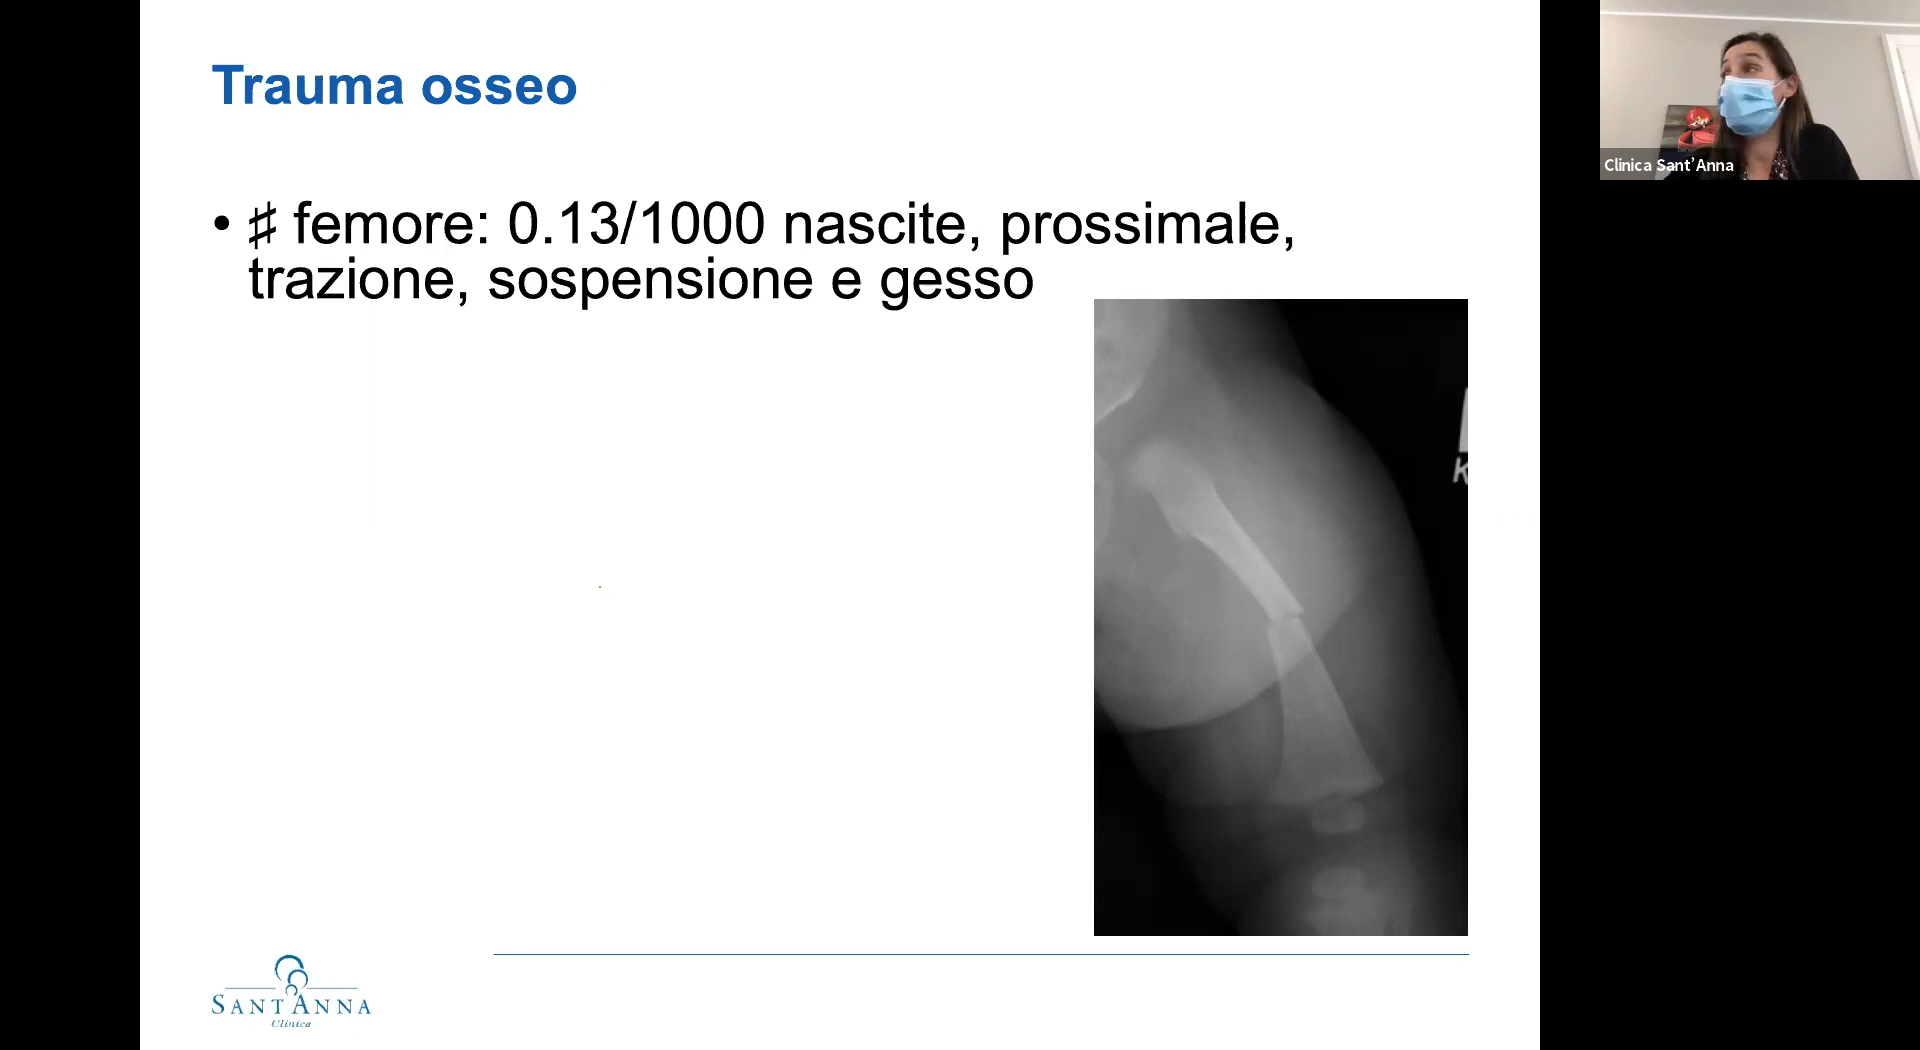 Trauma osseo
• ♯ femore: 0.13/1000 nascite, prossimale,
trazione, sospensione e gesso
K
SANT'ANNA
Clinica
Clinica Sant'Anna